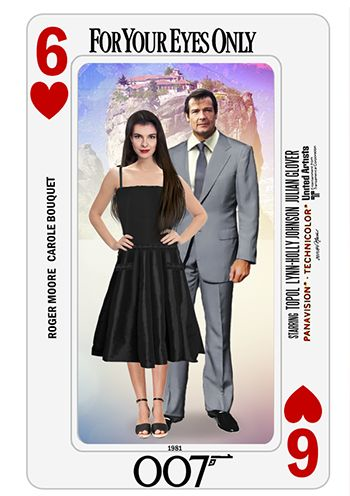 6
FOR YOUR EYES ONLY
ROGER MOORE CAROLE BOUQUET
STARRING TOPOL LYNN-HOLLY JOHNSON JULIAN GLOVER
PANAVISION® • TECHNICOLOR® United Artists
1981
007
6